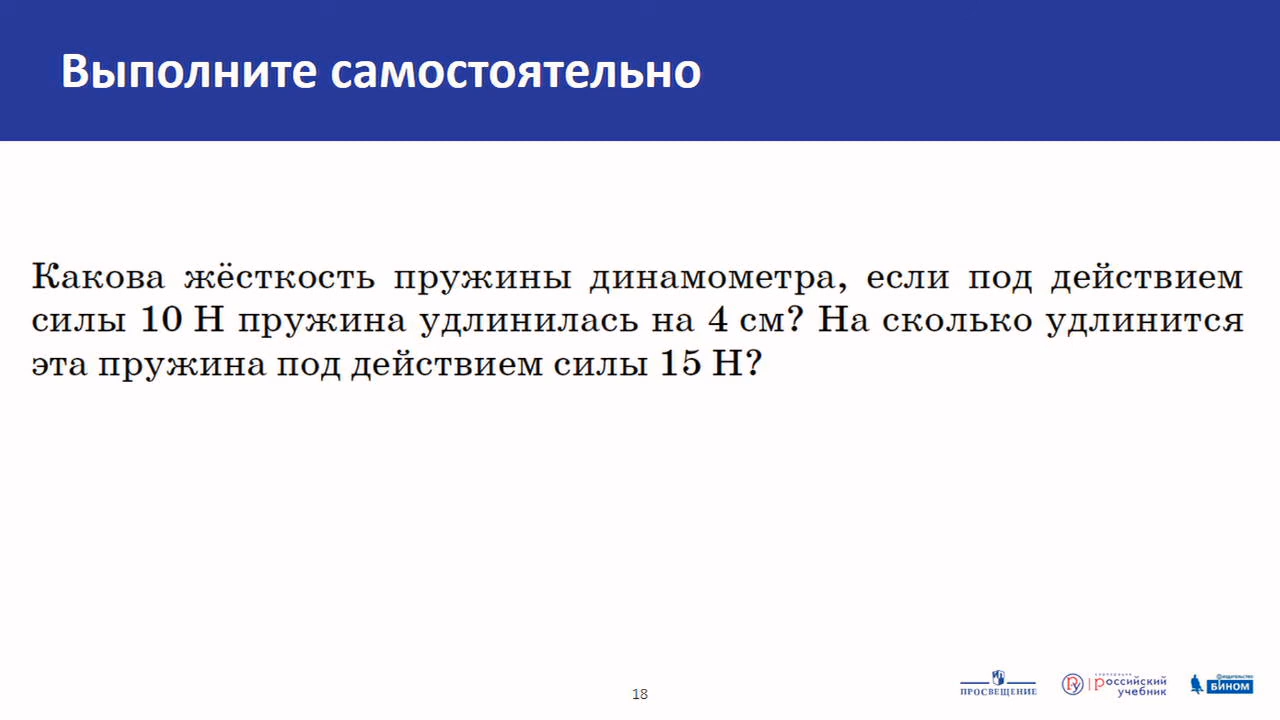 Выполните самостоятельно
Какова жёсткость пружины динамометра, если под действием
силы 10 Н пружина удлинилась на 4 см? На сколько удлинится
эта пружина под действием силы 15 Н?
18
ПРОСВЕЩЕНИЕ
российский
учебник
БИНОМ